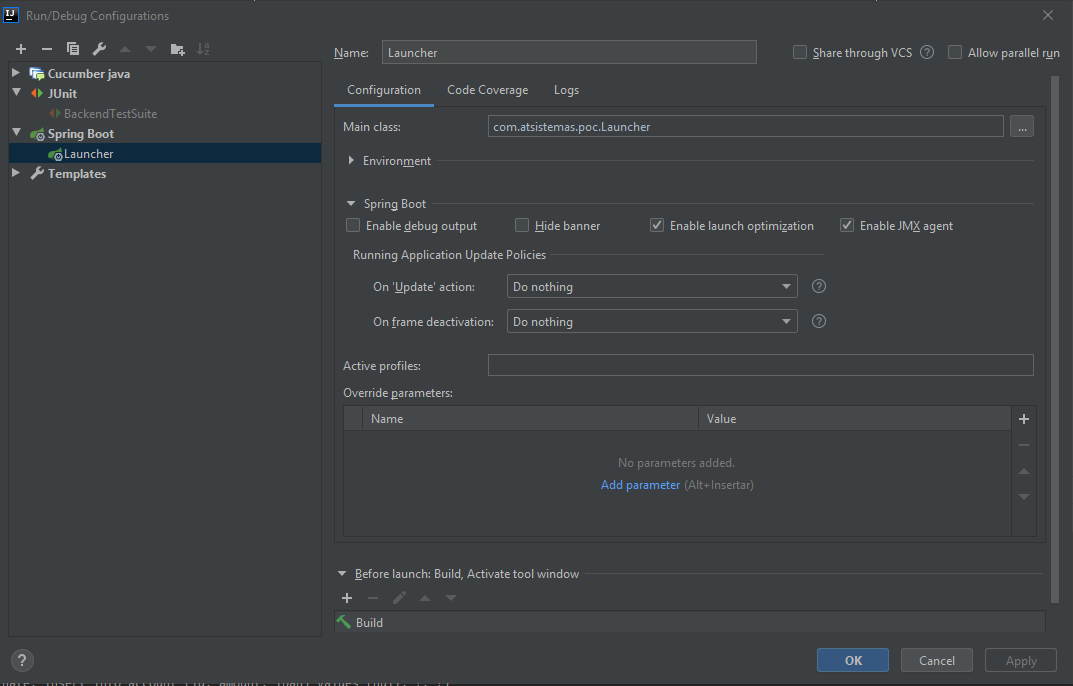 Run/Debug Configurations
Name: Launcher
Share through VCS
Allow parallel run
Cucumber java
JUnit
BackendTestSuite
Spring Boot
Launcher
Templates
Configuration Code Coverage Logs
Main class: com.atsistemas.poc.Launcher ...
Environment
Spring Boot
Enable debug output Hide banner Enable launch optimization Enable JMX agent
Running Application Update Policies
On 'Update' action: Do nothing
On frame deactivation: Do nothing
Active profiles:
Override parameters:
Name Value
No parameters added.
Add parameter (Alt+Insertar)
Before launch: Build, Activate tool window
Build
OK Cancel Apply